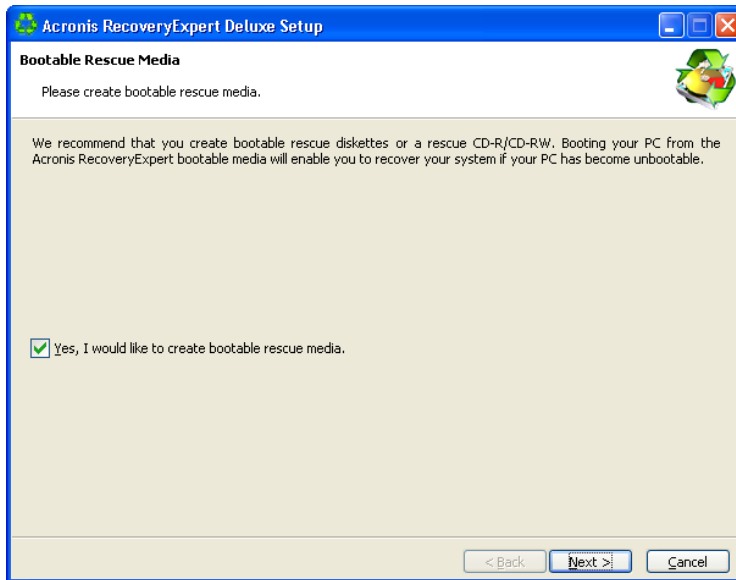 Acronis RecoveryExpert Deluxe Setup
Bootable Rescue Media
Please create bootable rescue media.
We recommend that you create bootable rescue diskettes or a rescue CD-R/CD-RW. Booting your PC from the
Acronis RecoveryExpert bootable media will enable you to recover your system if your PC has become unbootable.
Yes, I would like to create bootable rescue media.
< Back
Next >
Cancel